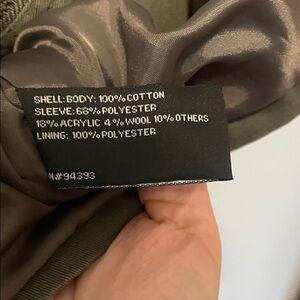 SHELL: BODY: 100% COTTON
SLEEVE: 68% POLYESTER
18% ACRYLIC 4% WOOL 10% OTHERS
LINING: 100% POLYESTER
N#94393